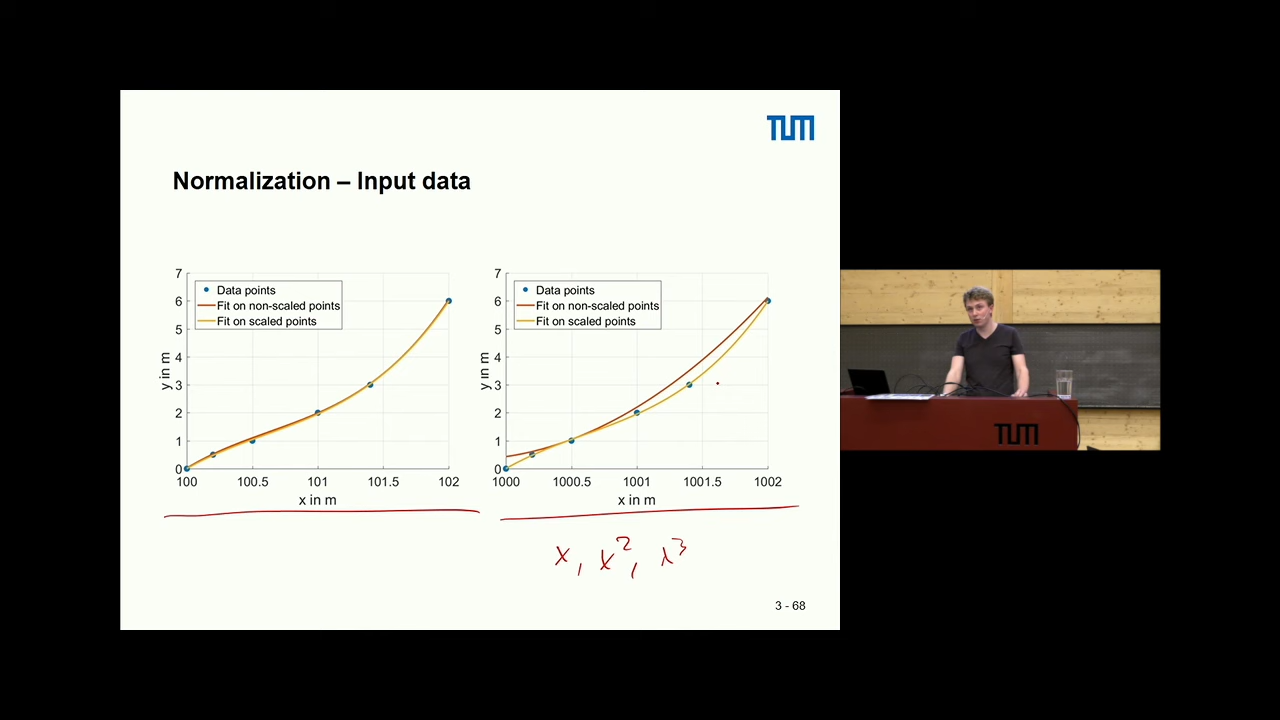 TUM
Normalization – Input data
7
6
5
4
3
2
1
0
y in m
Data points
Fit on non-scaled points
Fit on scaled points
100 100.5 101 101.5 102
x in m
7
6
5
4
3
2
1
0
y in m
Data points
Fit on non-scaled points
Fit on scaled points
1000 1000.5 1001 1001.5 1002
x in m
x, x², x³
3 - 68
TUM